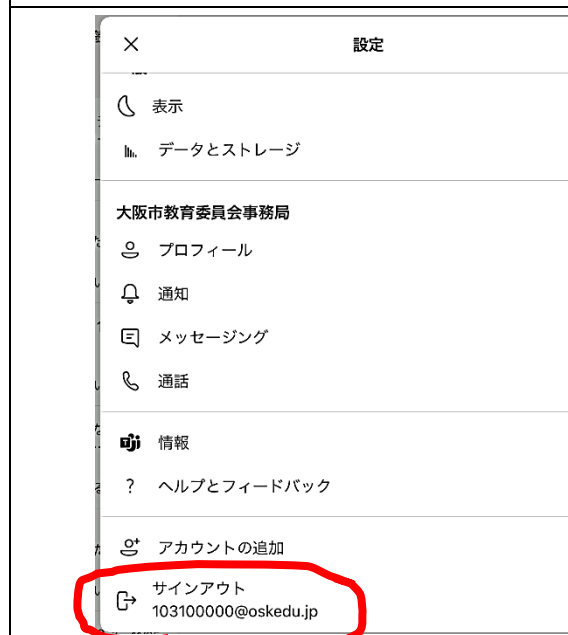 設定
表示
データとストレージ
大阪市教育委員会事務局
プロフィール
通知
メッセージング
通話
情報
? ヘルプとフィードバック
アカウントの追加
サインアウト
103100000@oskedu.jp